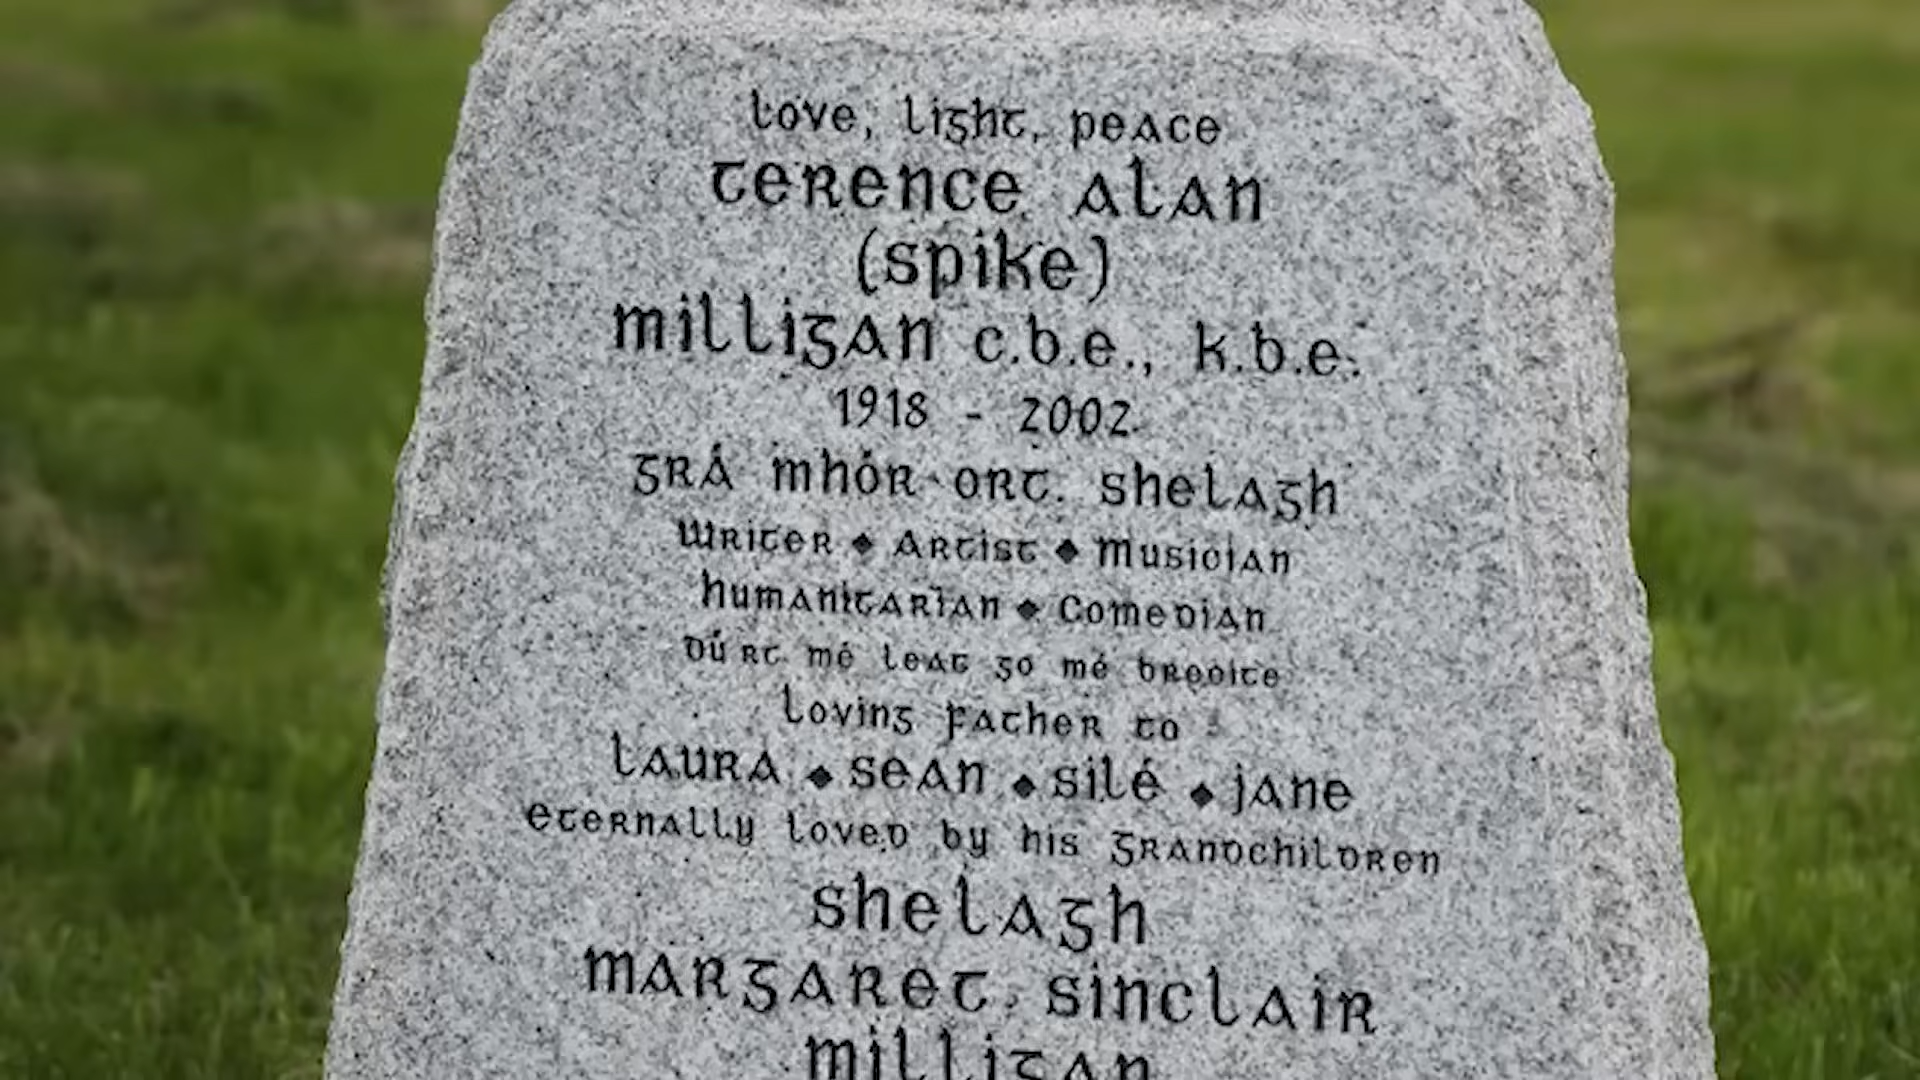 Love, Light, peace
Terence Alan
(Spike)
Milligan c.b.e., k.b.e.
1918 - 2002
Grá mhór ort Shelagh
Writer ◆ Artist ◆ Musician
Humanitarian ◆ Comedian
Dúirt mé leat go mé breoite
Loving Father to
Laura ◆ Sean ◆ Silé ◆ Jane
Eternally loved by his Grandchildren
Shelagh
Margaret Sinclair
Milligan